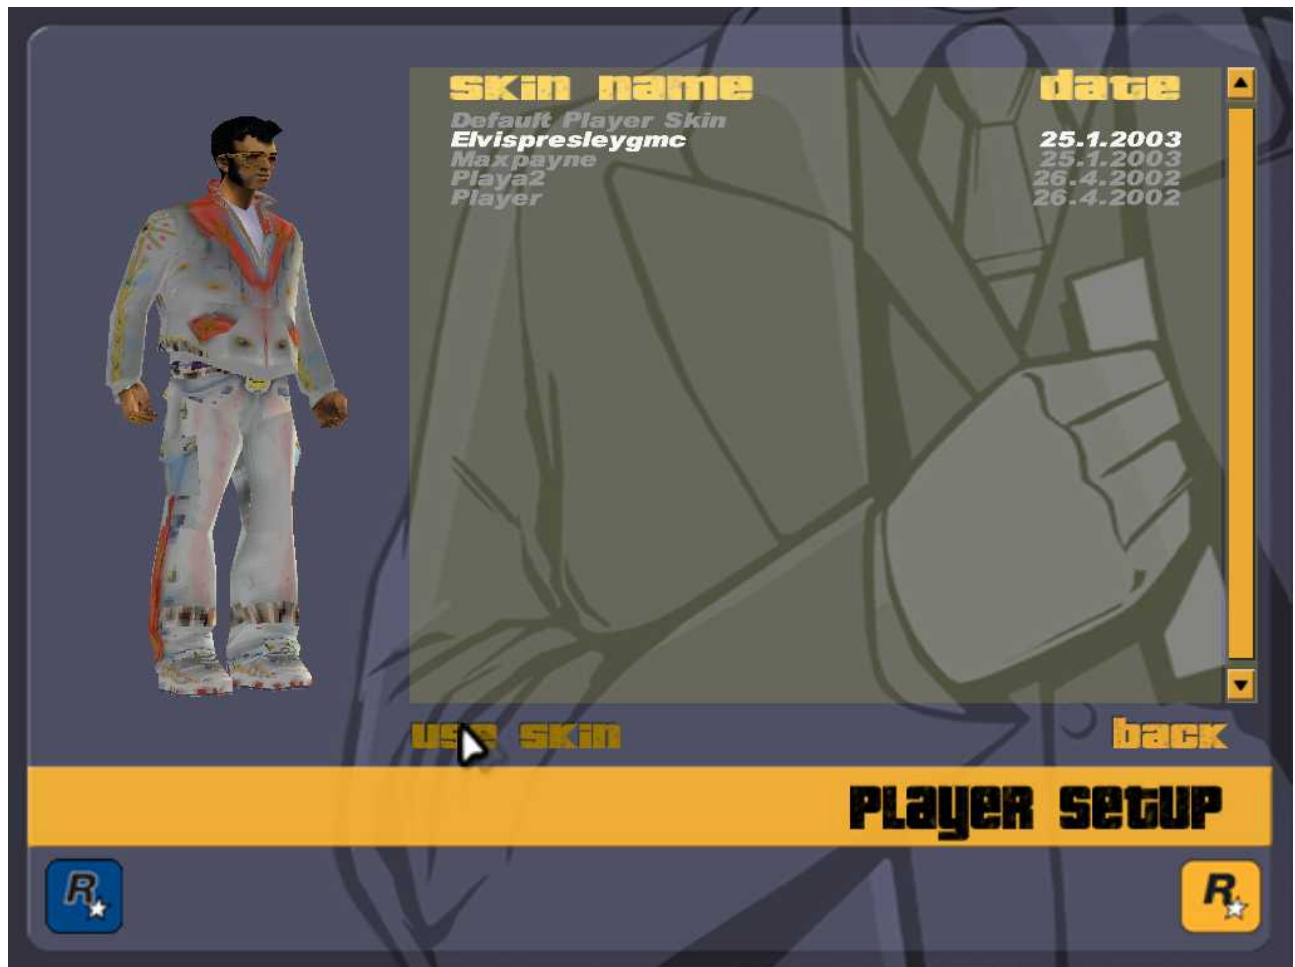 skin name date
Default Player Skin
Elvispresleygmc 25.1.2003
Maxpayne 25.1.2003
Playa2 26.4.2002
Player 26.4.2002
use skin back
PLAYER SETUP
R R